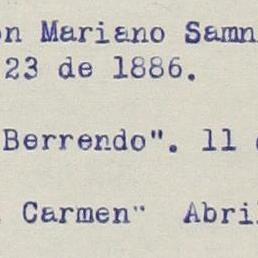 on Mariano Samn
23 de 1886.
Berrendo". 11
Carmen" Abril